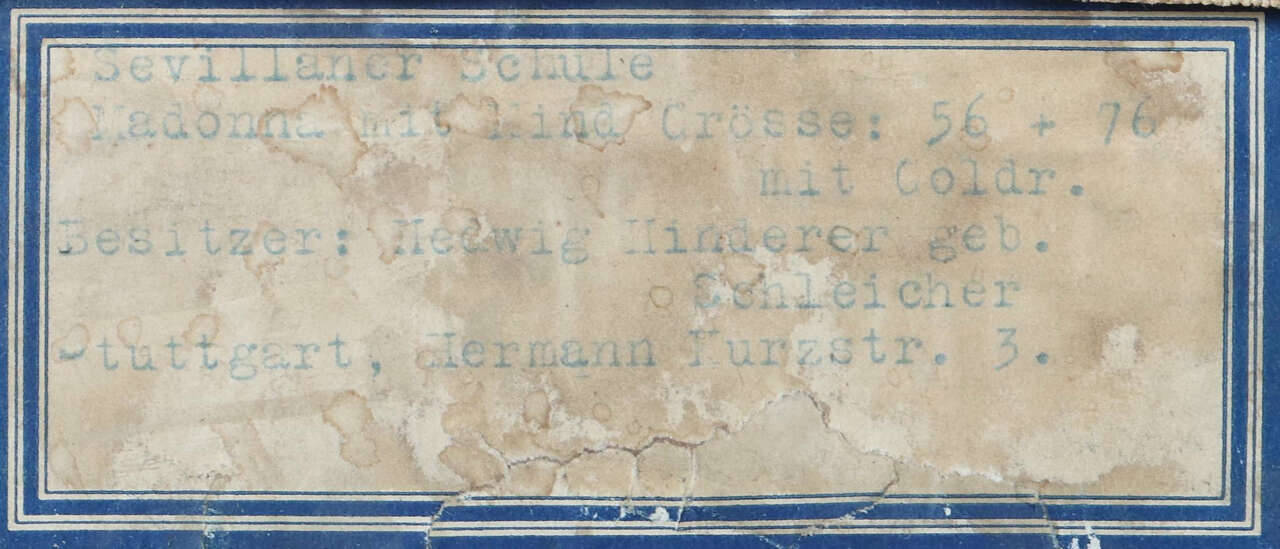 Sevillaner Schule
Madonna mit Kind Grösse: 56 + 76
mit Goldr.
Besitzer: Hedwig Hinderer geb.
Schleicher
Stuttgart, Hermann Kurzstr. 3.